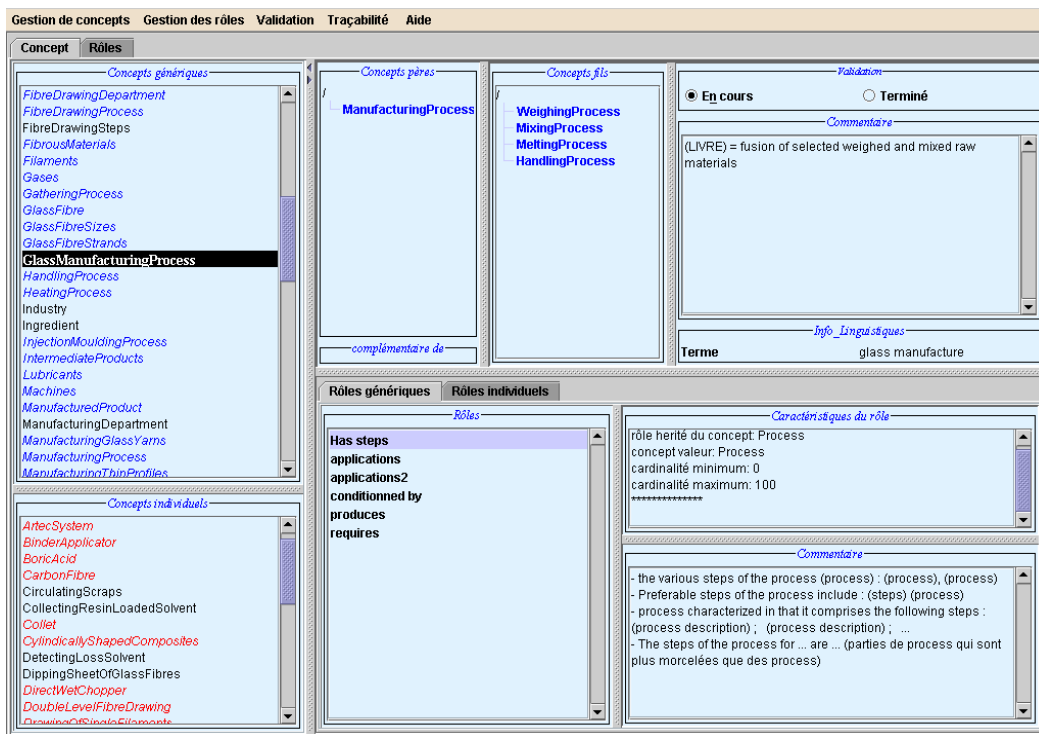 Gestion de concepts Gestion des rôles Validation Traçabilité Aide
Concept Rôles
Concepts génériques
FibreDrawingDepartment
FibreDrawingProcess
FibreDrawingSteps
FibrousMaterials
Filaments
Gases
GatheringProcess
GlassFibre
GlassFibreSizes
GlassFibreStrands
GlassManufacturingProcess
HandlingProcess
HeatingProcess
Industry
Ingredient
InjectionMouldingProcess
IntermediateProducts
Lubricants
Machines
ManufacturedProduct
ManufacturingDepartment
ManufacturingGlassYarns
ManufacturingProcess
ManufacturingThinProfiles
Concepts individuels
ArtecSystem
BinderApplicator
BoricAcid
CarbonFibre
CirculatingScraps
CollectingResinLoadedSolvent
Collet
CylindicallyShapedComposites
DetectingLossSolvent
DippingSheetOfGlassFibres
DirectWetChopper
DoubleLevelFibreDrawing
DrawingOfSingleFilaments
Concepts pères
/
ManufacturingProcess
complémentaire de
Concepts fils
/
WeighingProcess
MixingProcess
MeltingProcess
HandlingProcess
Validation
En cours Terminé
Commentaire
(LIVRE) = fusion of selected weighed and mixed raw
materials
Info_Linguistiques
Terme glass manufacture
Rôles génériques Rôles individuels
Rôles
Has steps
applications
applications2
conditionned by
produces
requires
Caractéristiques du rôle
rôle herité du concept: Process
concept valeur: Process
cardinalité minimum: 0
cardinalité maximum: 100
**************
Commentaire
- the various steps of the process (process) : (process), (process)
- Preferable steps of the process include : (steps) (process)
- process characterized in that it comprises the following steps :
(process description) ; (process description) ; ...
- The steps of the process for ... are ... (parties de process qui sont
plus morcelées que des process)